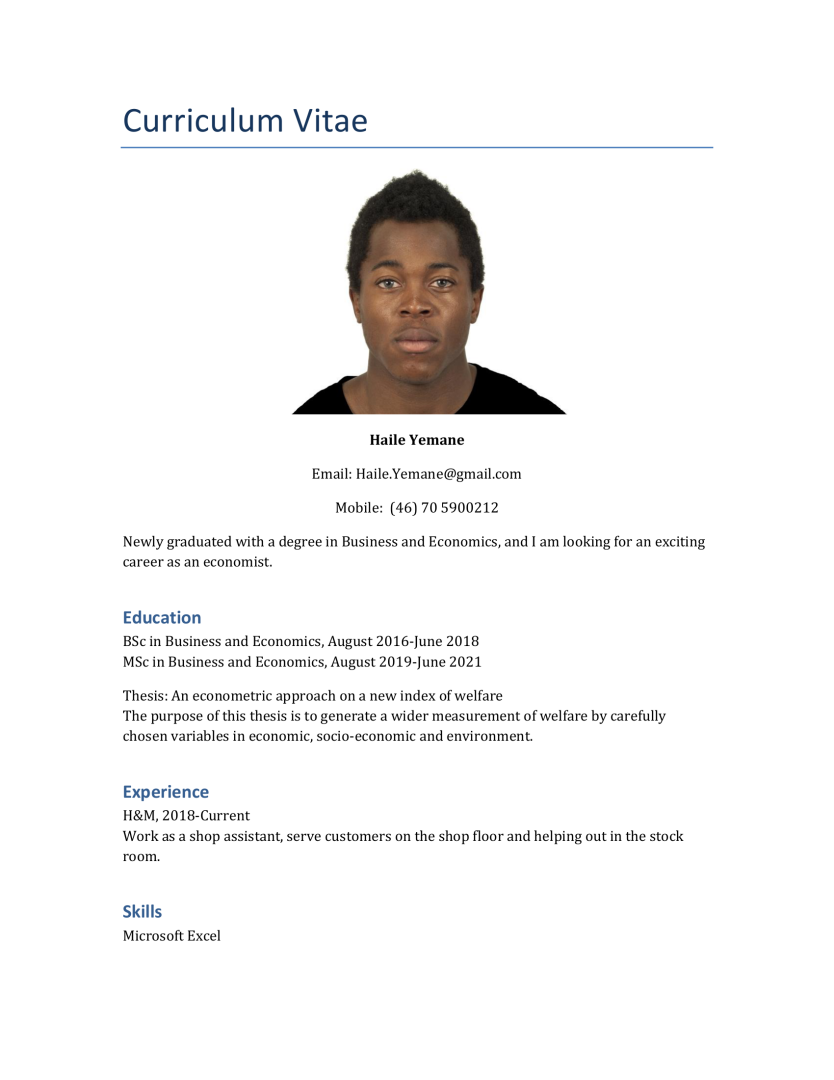 Curriculum Vitae
Haile Yemane
Email: Haile.Yemane@gmail.com
Mobile:  (46) 70 5900212
Newly graduated with a degree in Business and Economics, and I am looking for an exciting
career as an economist.
Education
BSc in Business and Economics, August 2016-June 2018
MSc in Business and Economics, August 2019-June 2021
Thesis: An econometric approach on a new index of welfare
The purpose of this thesis is to generate a wider measurement of welfare by carefully
chosen variables in economic, socio-economic and environment.
Experience
H&M, 2018-Current
Work as a shop assistant, serve customers on the shop floor and helping out in the stock
room.
Skills
Microsoft Excel